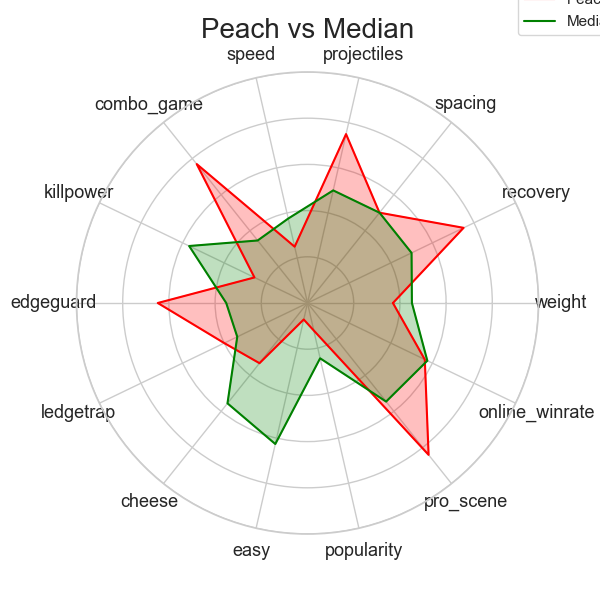 Peach vs Median
speed
projectiles
combo_game
spacing
killpower
recovery
edgeguard
weight
ledgetrap
online_winrate
cheese
pro_scene
easy
popularity